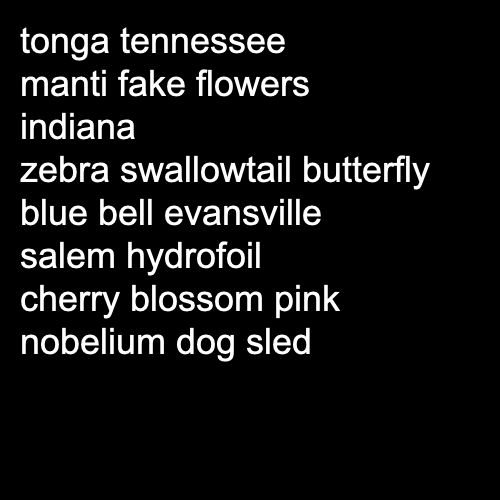 tonga tennessee
manti fake flowers
indiana
zebra swallowtail butterfly
blue bell evansville
salem hydrofoil
cherry blossom pink
nobelium dog sled